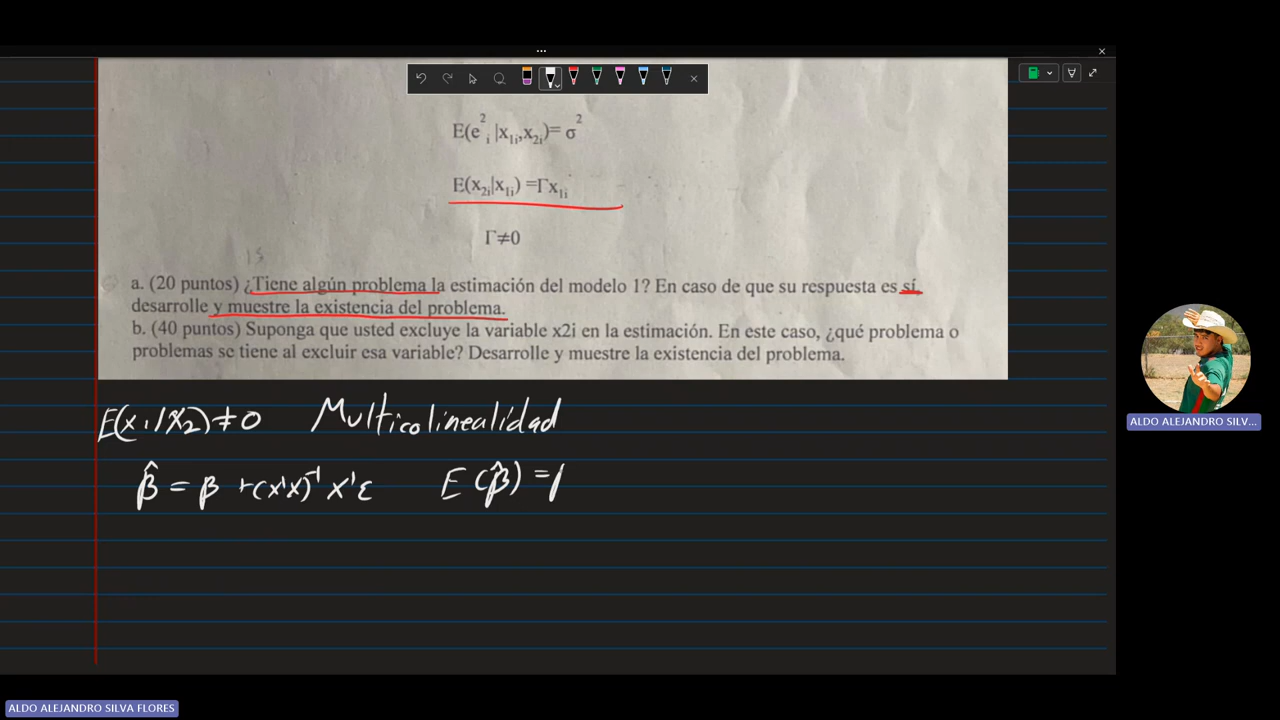 E(e²ᵢ |x₁ᵢ,x₂ᵢ)= σ²
E(x₂ᵢ|x₁ᵢ) =Γx₁ᵢ
Γ≠0
15
a. (20 puntos) ¿Tiene algún problema la estimación del modelo 1? En caso de que su respuesta es sí,
desarrolle y muestre la existencia del problema.
b. (40 puntos) Suponga que usted excluye la variable x2i en la estimación. En este caso, ¿qué problema o
problemas se tiene al excluir esa variable? Desarrolle y muestre la existencia del problema.
E(x₁/X₂)≠0 Multicolinealidad
β̂ = β +(x'x)⁻¹ x'ε E(β̂) =
ALDO ALEJANDRO SILV...
ALDO ALEJANDRO SILVA FLORES